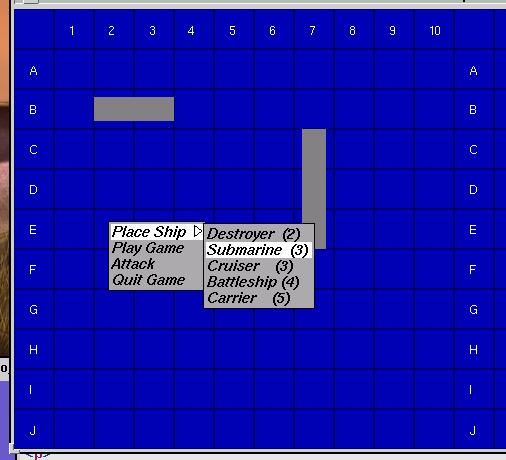 1 2 3 4 5 6 7 8 9 10
A A
B B
C C
D D
E E
F F
G G
H H
I I
J J
Place Ship
Play Game
Attack
Quit Game
Destroyer (2)
Submarine (3)
Cruiser (3)
Battleship (4)
Carrier (5)
<p>